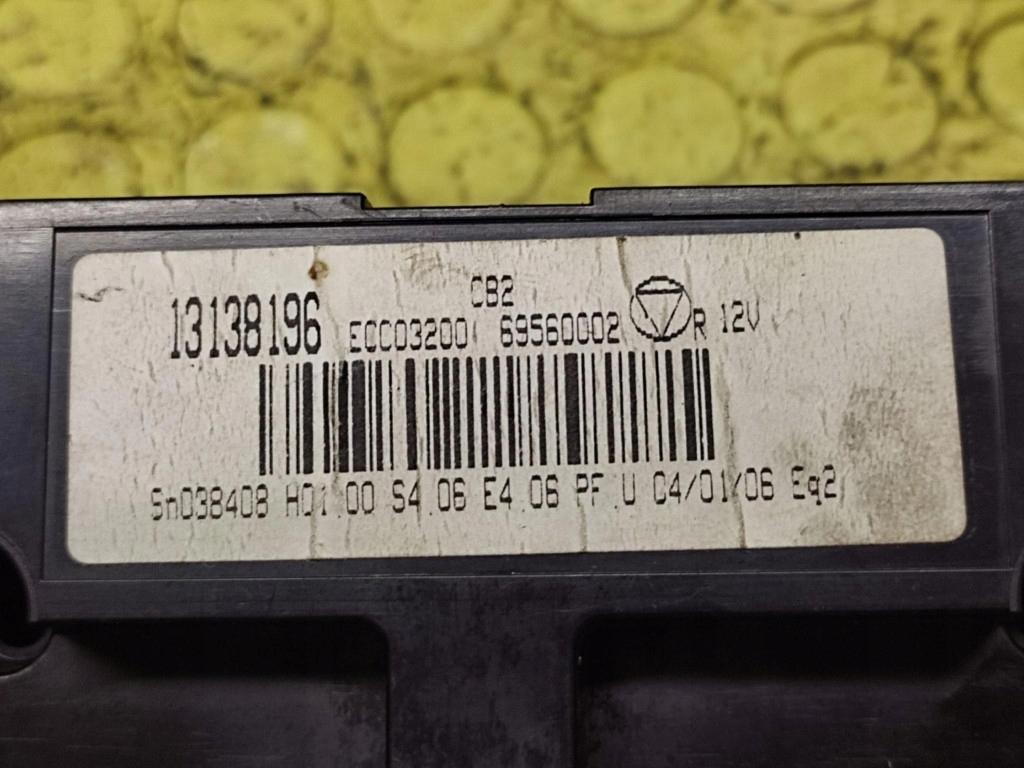 CB2
13138196 ECC03200 69560002 R 12V
Sn038408 H01.00 S4.06 E4.06 PF.U 04/01/06 Eq2